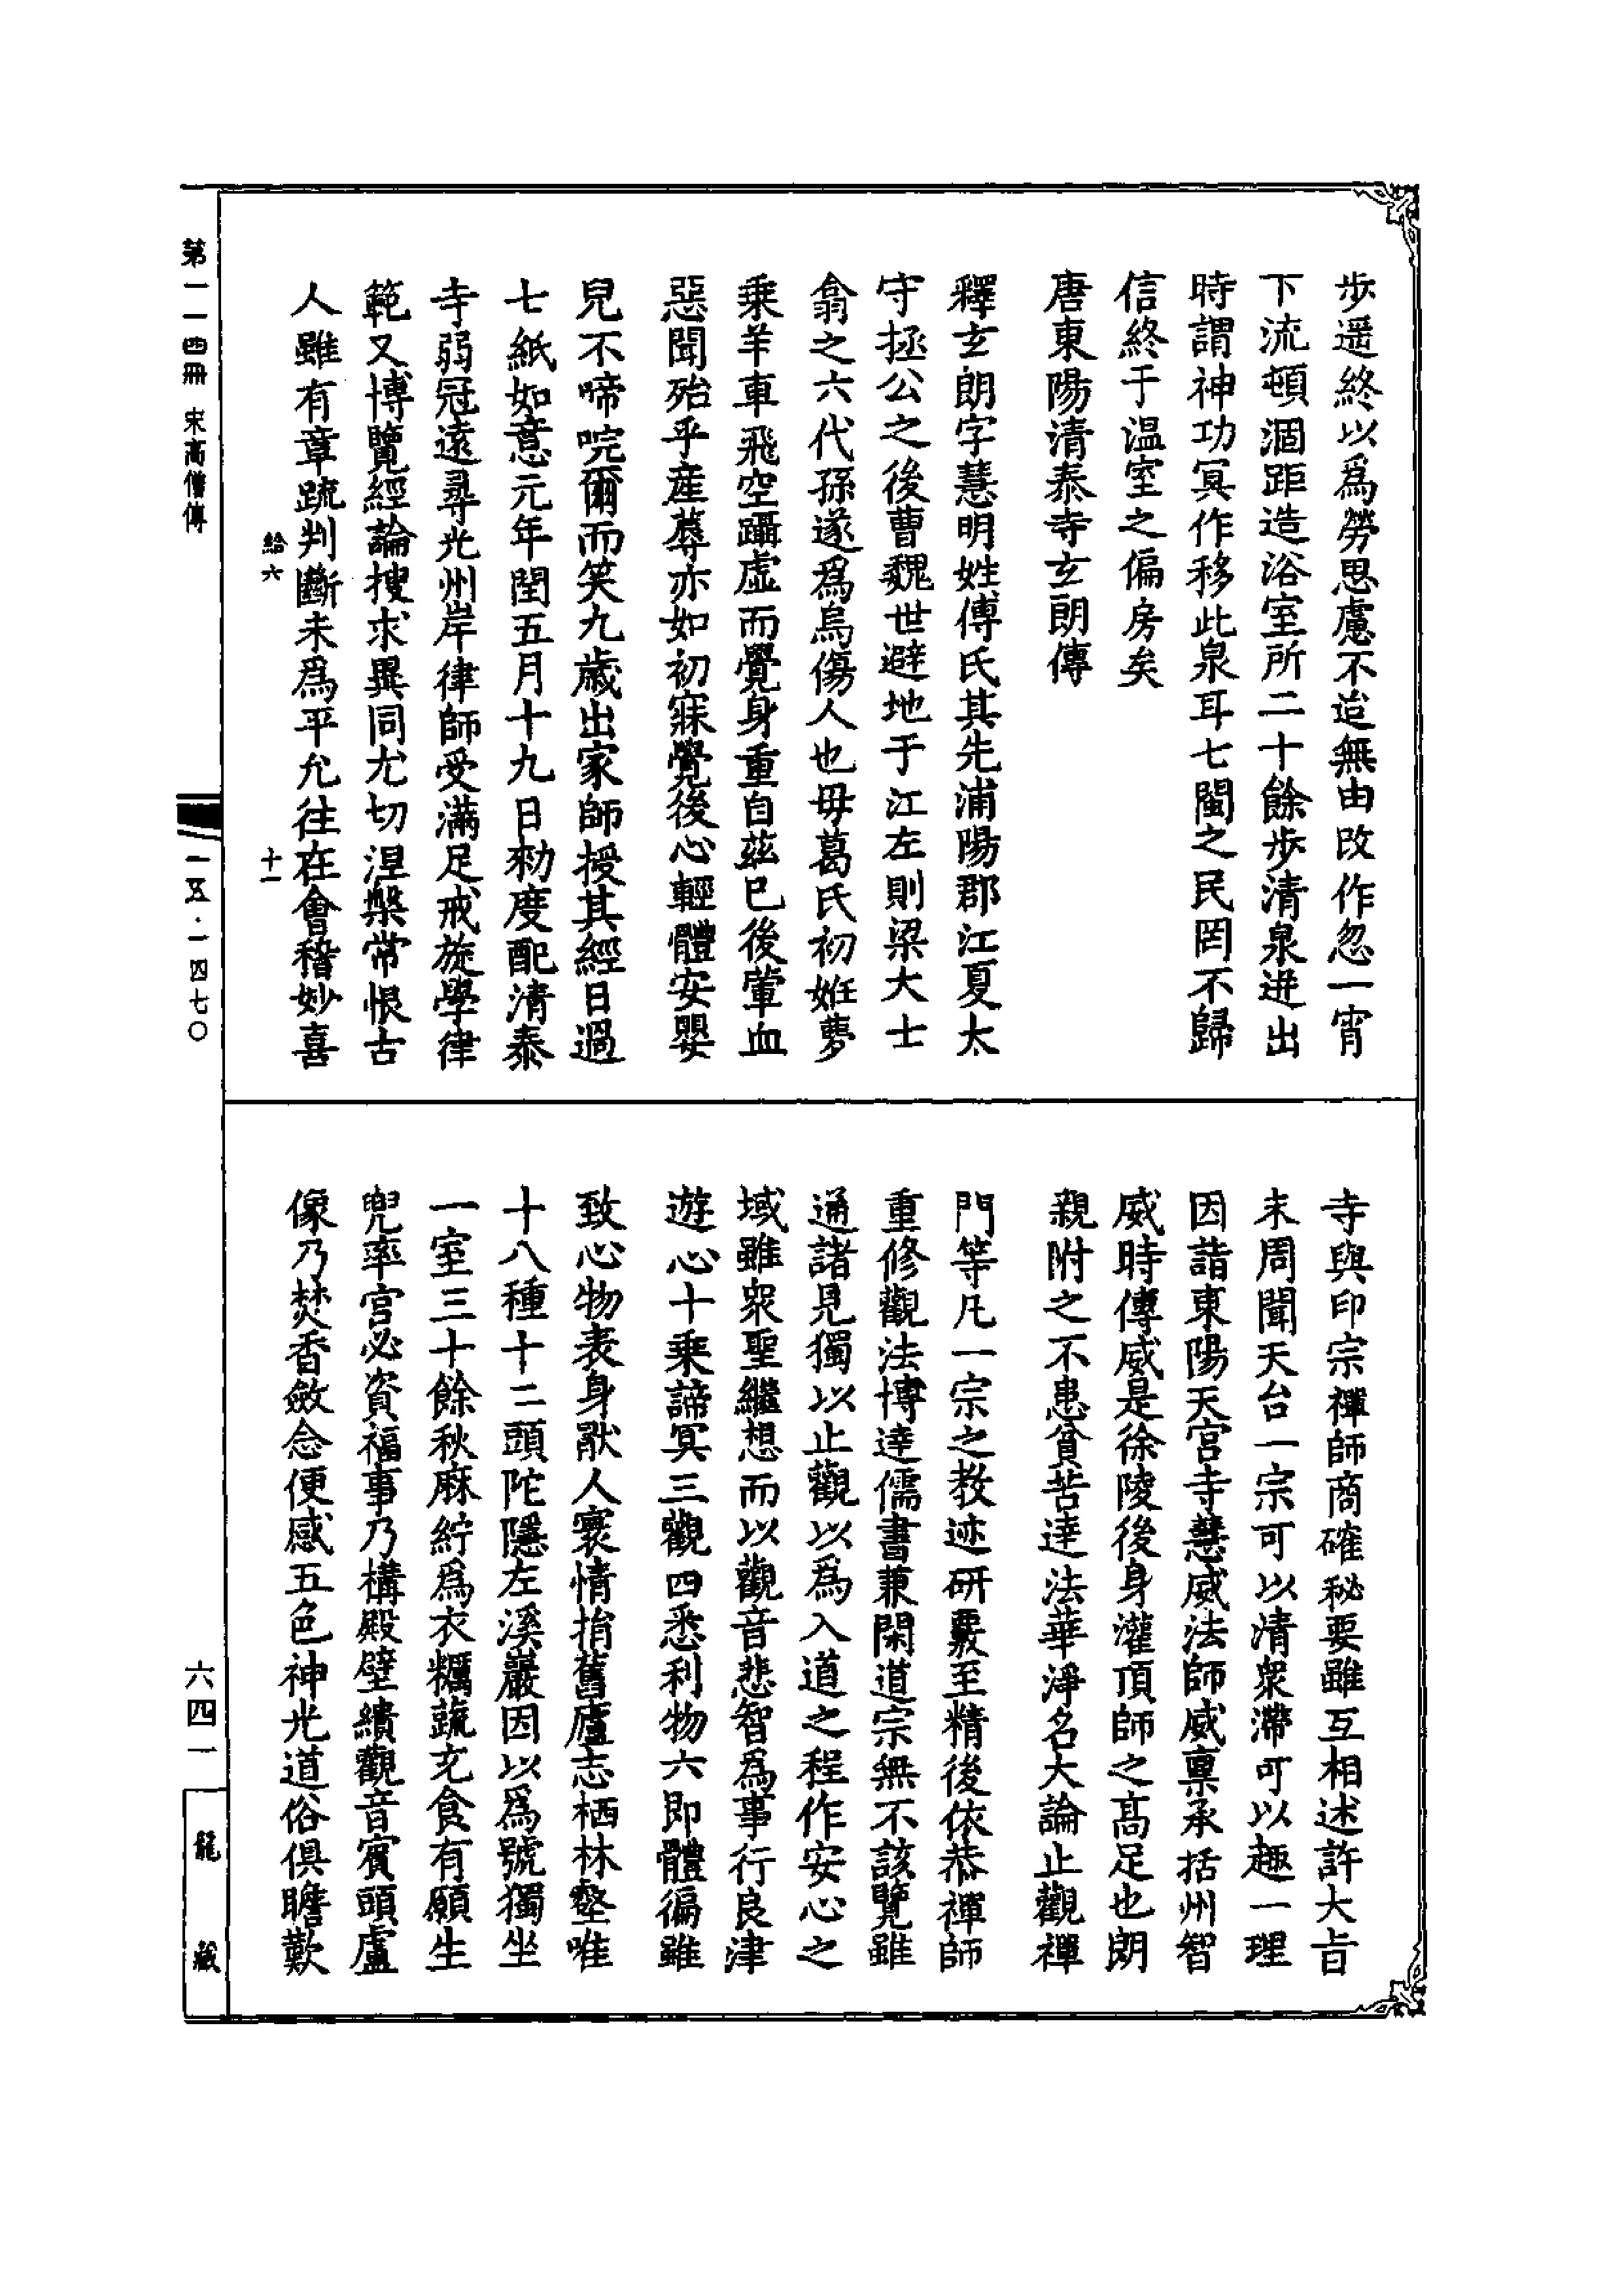 步遥終以爲勞思慮不迨無由改作忽一宵
下流頓涸距造浴室所二十餘步清泉迸出
時謂神功冥作移此泉耳七閩之民罔不歸
信終于温室之偏房矣
唐東陽清泰寺玄朗傳
釋玄朗字慧明姓傅氏其先浦陽郡江夏太
守拯公之後曹魏世避地于江左則梁大士
翕之六代孫遂爲烏傷人也毋葛氏初姙夢
乗羊車飛空躡虛而覺身重自茲巳後葷血
惡聞殆乎産蓐亦如初寐覺後心輕體安嬰
兒不啼唍爾而笑九歲出家師授其經日過
七紙如意元年閏五月十九日勑度配清泰
寺弱冠遠尋光州岸律師受滿足戒旋學律
範又博覽經論搜求異同尤切涅槃常恨古
人雖有章疏判斷未爲平允往在會稽妙喜
寺與印宗禪師商確秘要雖互相述許大旨
未周聞天台一宗可以清衆滯可以趣一理
因詣東陽天宮寺慧威法師威稟承括州智
威時傳威是徐陵後身灌頂師之髙足也朗
親附之不患貧苦達法華淨名大論止觀禪
門等凡一宗之教迹研覈至精後依恭禪師
重修觀法博達儒書兼閑道宗無不該覽雖
通諸見獨以止觀以爲入道之程作安心之
域雖衆聖繼想而以觀音悲智爲事行良津
遊心十乗諦冥三觀四悉利物六即體徧雖
致心物表身猒人寰情捐舊廬志栖林壑唯
十八種十二頭陀隱左溪巖因以爲號獨坐
一室三十餘秋麻紵爲衣糲蔬充食有願生
兜率宮必資福事乃構殿壁繢觀音賓頭盧
像乃焚香斂念便感五色神光道俗俱瞻歎
給六
十一
第一一四冊 宋高僧傳
一五·一四七〇
六四一
龍藏